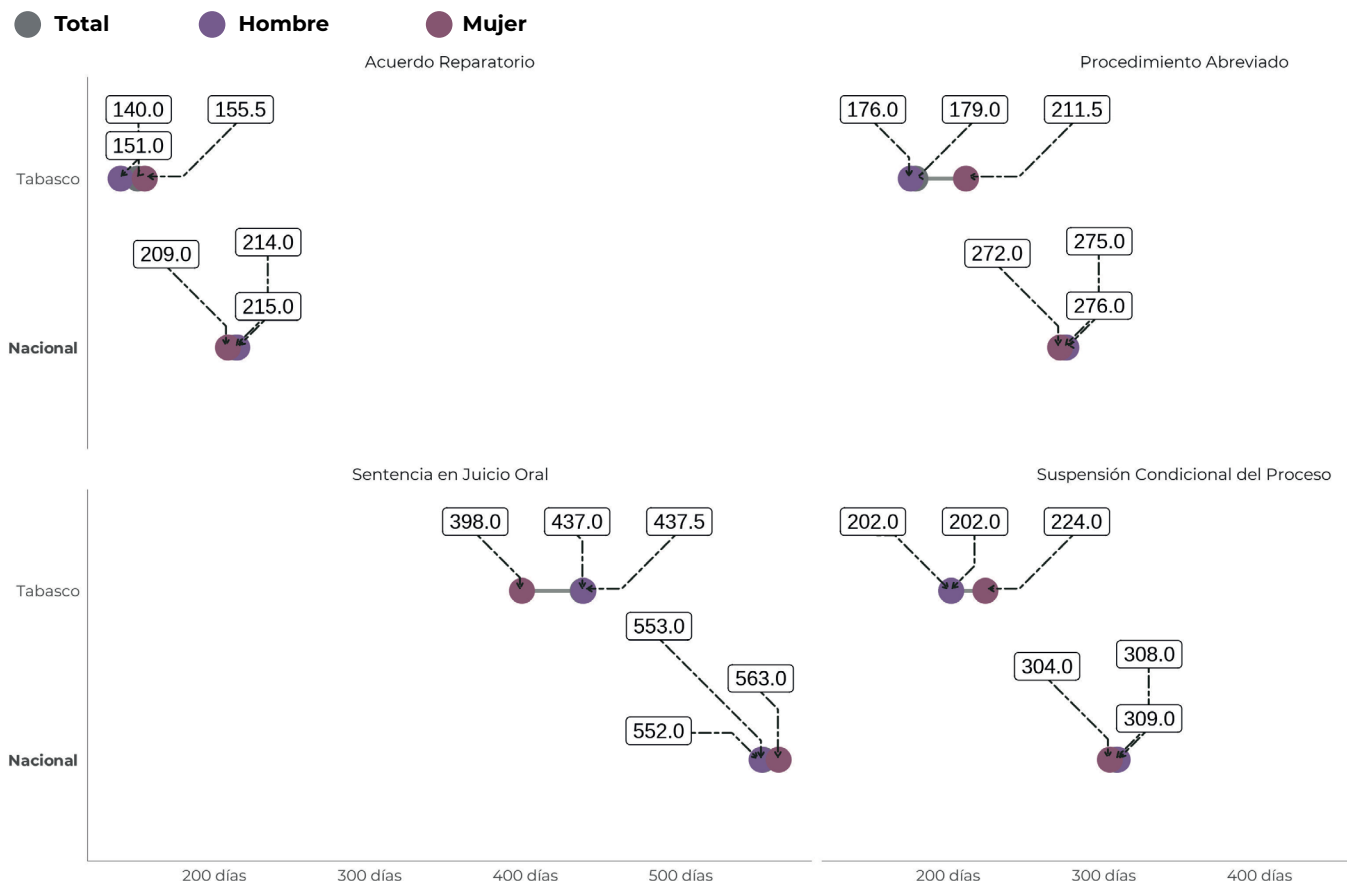 Total Hombre Mujer
Acuerdo Reparatorio
Procedimiento Abreviado
140.0 155.5
151.0
176.0 179.0 211.5
Tabasco
209.0 214.0
215.0
272.0 275.0
276.0
Nacional
Sentencia en Juicio Oral
Suspensión Condicional del Proceso
398.0 437.0 437.5
202.0 202.0 224.0
Tabasco
553.0
563.0
552.0
304.0 308.0
309.0
Nacional
200 días 300 días 400 días 500 días
200 días 300 días 400 días